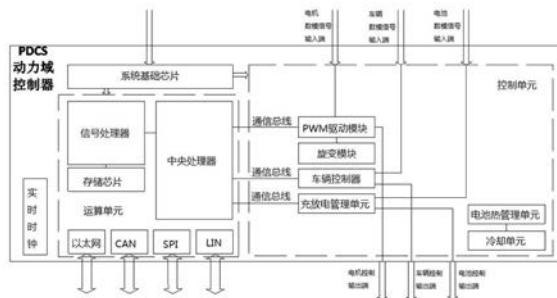 电机
数模信号
输入端
车辆
数模信号
输入端
电池
数模信号
输入端
PDCS
动力域
控制器
系统基础芯片
控制单元
信号处理器
中央处理器
存储芯片
运算单元
实时时钟
以太网
CAN
SPI
LIN
通信总线
PWM驱动模块
旋变模块
通信总线
车辆控制器
通信总线
充放电管理单元
电池热管理单元
冷却单元
电机控制
输出端
车辆控制
输出端
电池控制
输出端